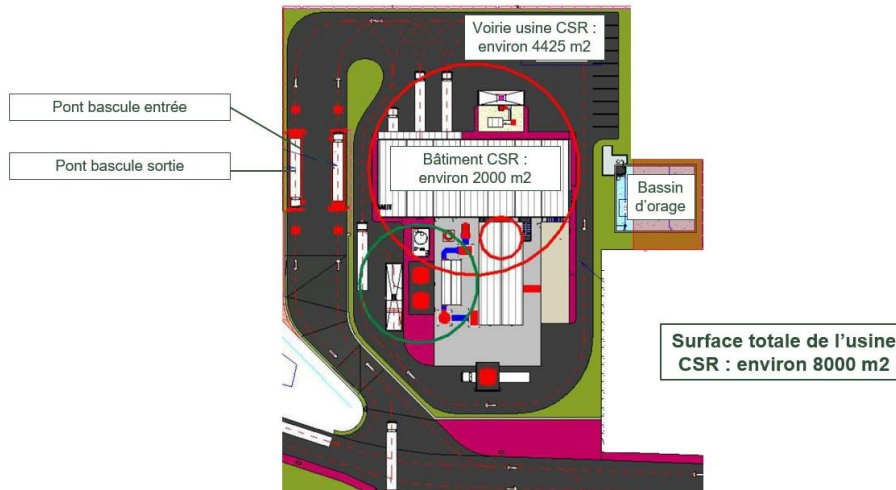 Voirie usine CSR :
environ 4425 m2
Pont bascule entrée
Pont bascule sortie
Bâtiment CSR :
environ 2000 m2
Bassin
d'orage
Surface totale de l'usine
CSR : environ 8000 m2